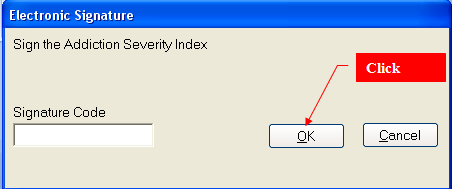 Electronic Signature
Sign the Addiction Severity Index
Click
Signature Code
OK
Cancel